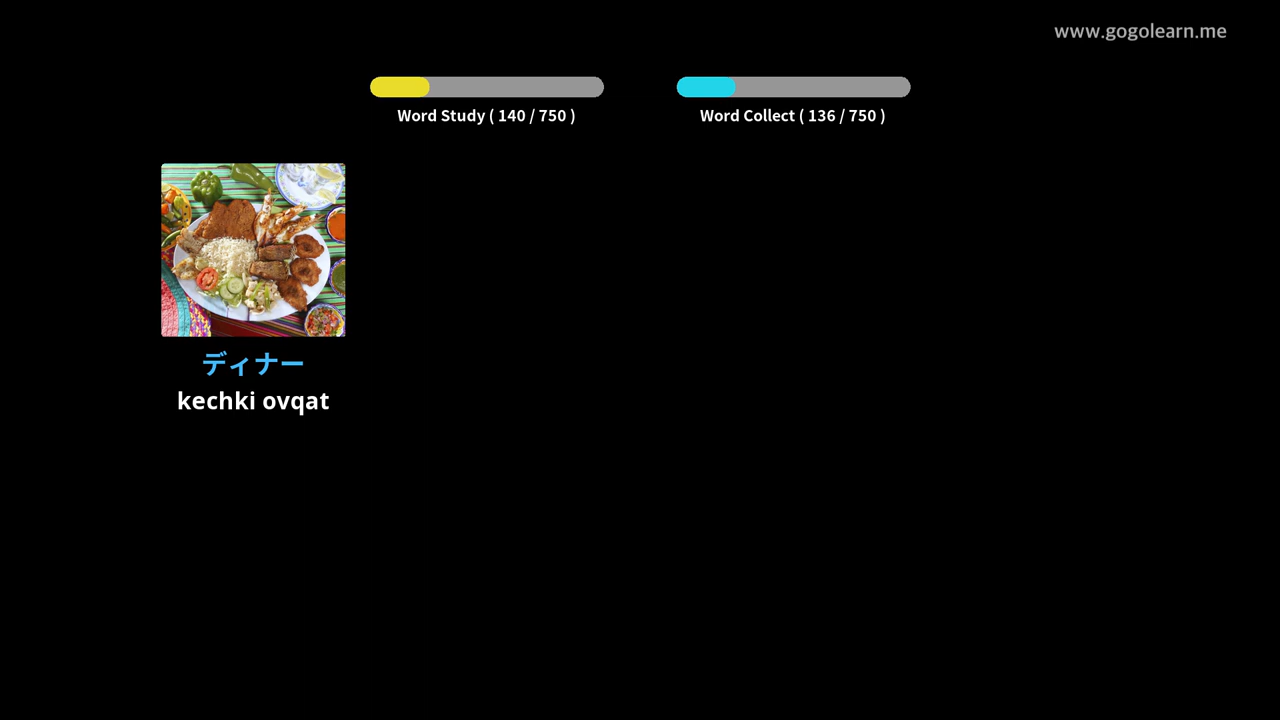 www.gogolearn.me
Word Study ( 140 / 750 )
Word Collect ( 136 / 750 )
ディナー
kechki ovqat